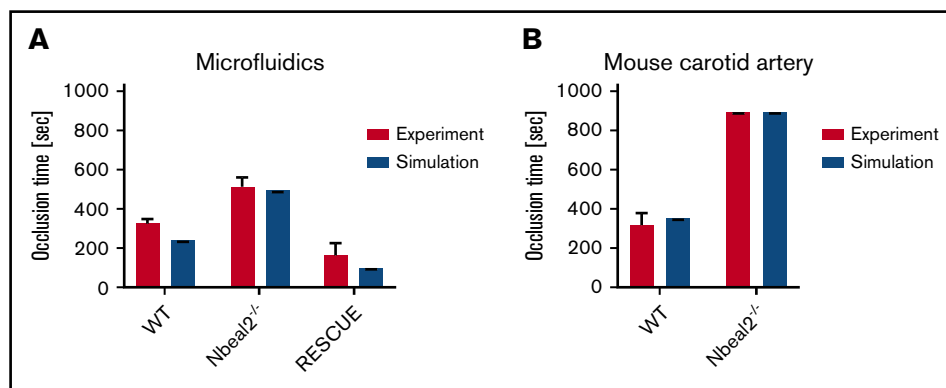 A
Microfluidics
Occlusion time [sec]
1000
800
600
400
200
0
WT
Nbeal2⁻/⁻
RESCUE
Experiment
Simulation
B
Mouse carotid artery
Occlusion time [sec]
1000
800
600
400
200
0
WT
Nbeal2⁻/⁻
Experiment
Simulation